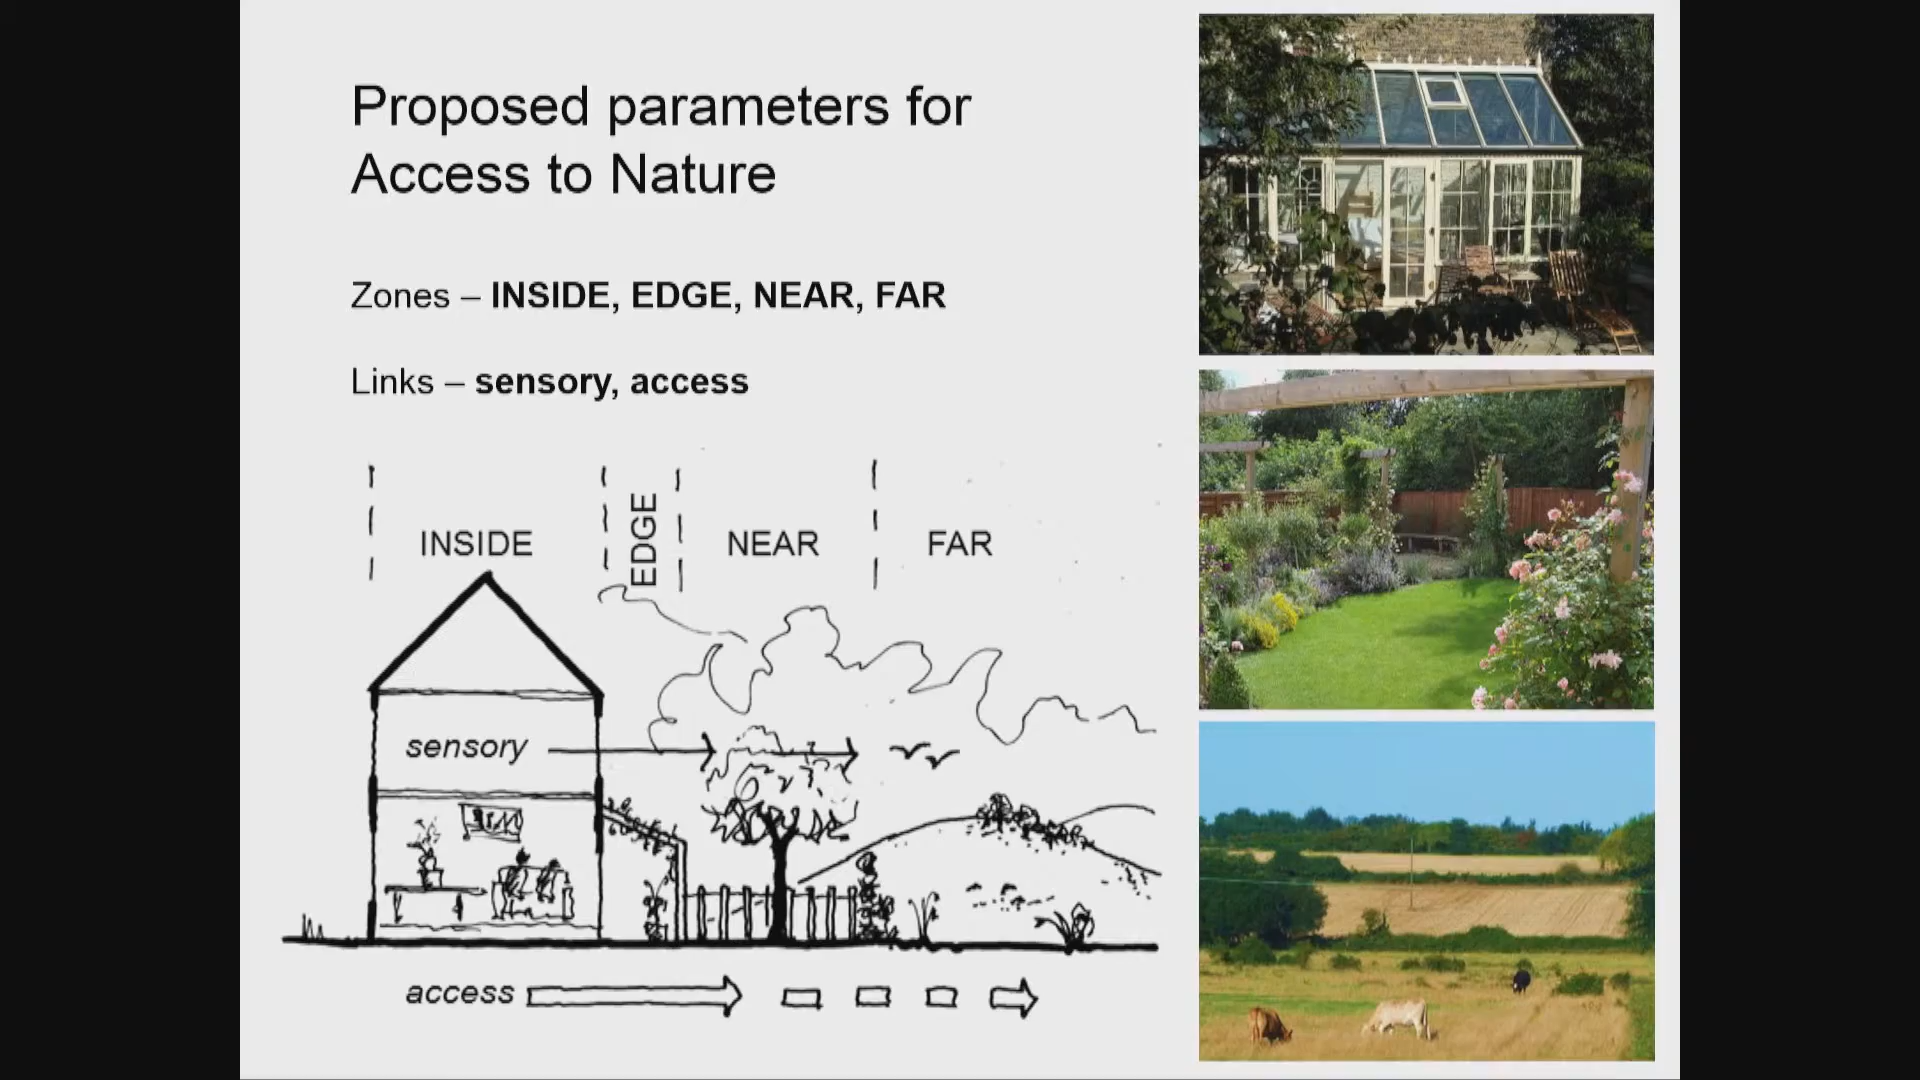 Proposed parameters for
Access to Nature
Zones – INSIDE, EDGE, NEAR, FAR
Links – sensory, access
INSIDE
EDGE
NEAR
FAR
sensory
access